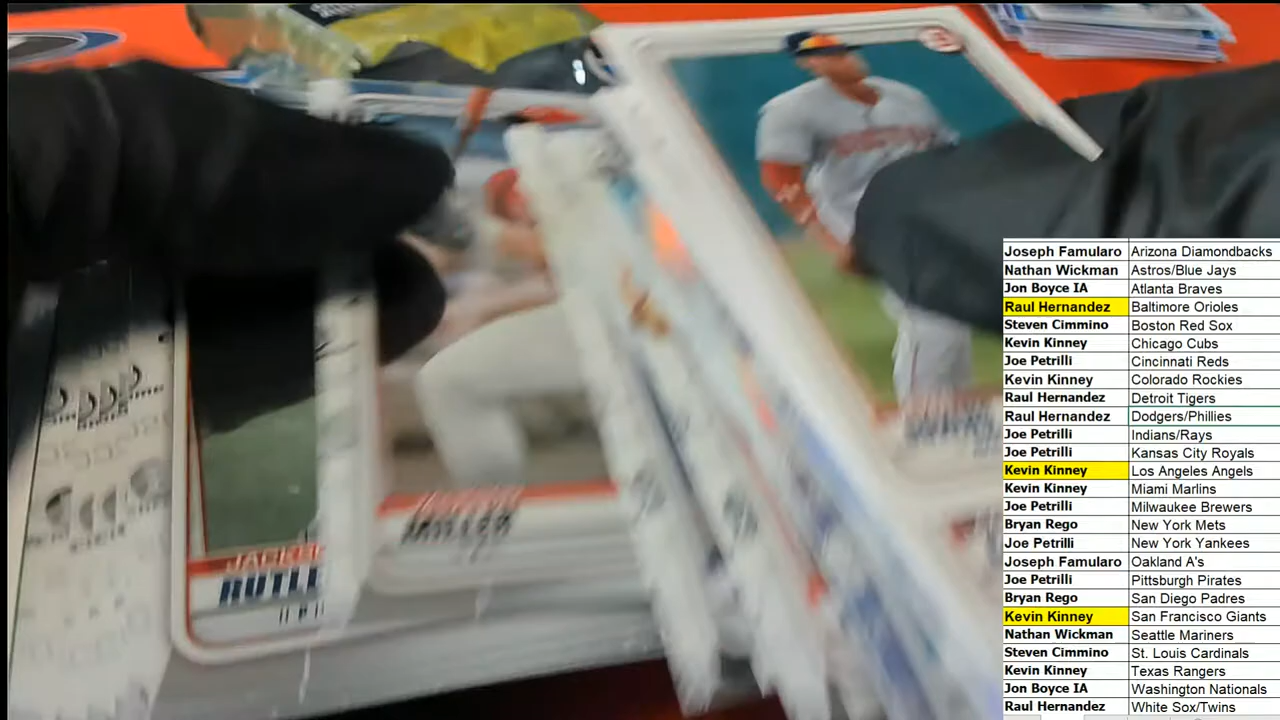 Joseph Famularo Arizona Diamondbacks
Nathan Wickman Astros/Blue Jays
Jon Boyce IA Atlanta Braves
Raul Hernandez Baltimore Orioles
Steven Cimmino Boston Red Sox
Kevin Kinney Chicago Cubs
Joe Petrilli Cincinnati Reds
Kevin Kinney Colorado Rockies
Raul Hernandez Detroit Tigers
Raul Hernandez Dodgers/Phillies
Joe Petrilli Indians/Rays
Joe Petrilli Kansas City Royals
Kevin Kinney Los Angeles Angels
Kevin Kinney Miami Marlins
Joe Petrilli Milwaukee Brewers
Bryan Rego New York Mets
Joe Petrilli New York Yankees
Joseph Famularo Oakland A's
Joe Petrilli Pittsburgh Pirates
Bryan Rego San Diego Padres
Kevin Kinney San Francisco Giants
Nathan Wickman Seattle Mariners
Steven Cimmino St. Louis Cardinals
Kevin Kinney Texas Rangers
Jon Boyce IA Washington Nationals
Raul Hernandez White Sox/Twins
MILLER